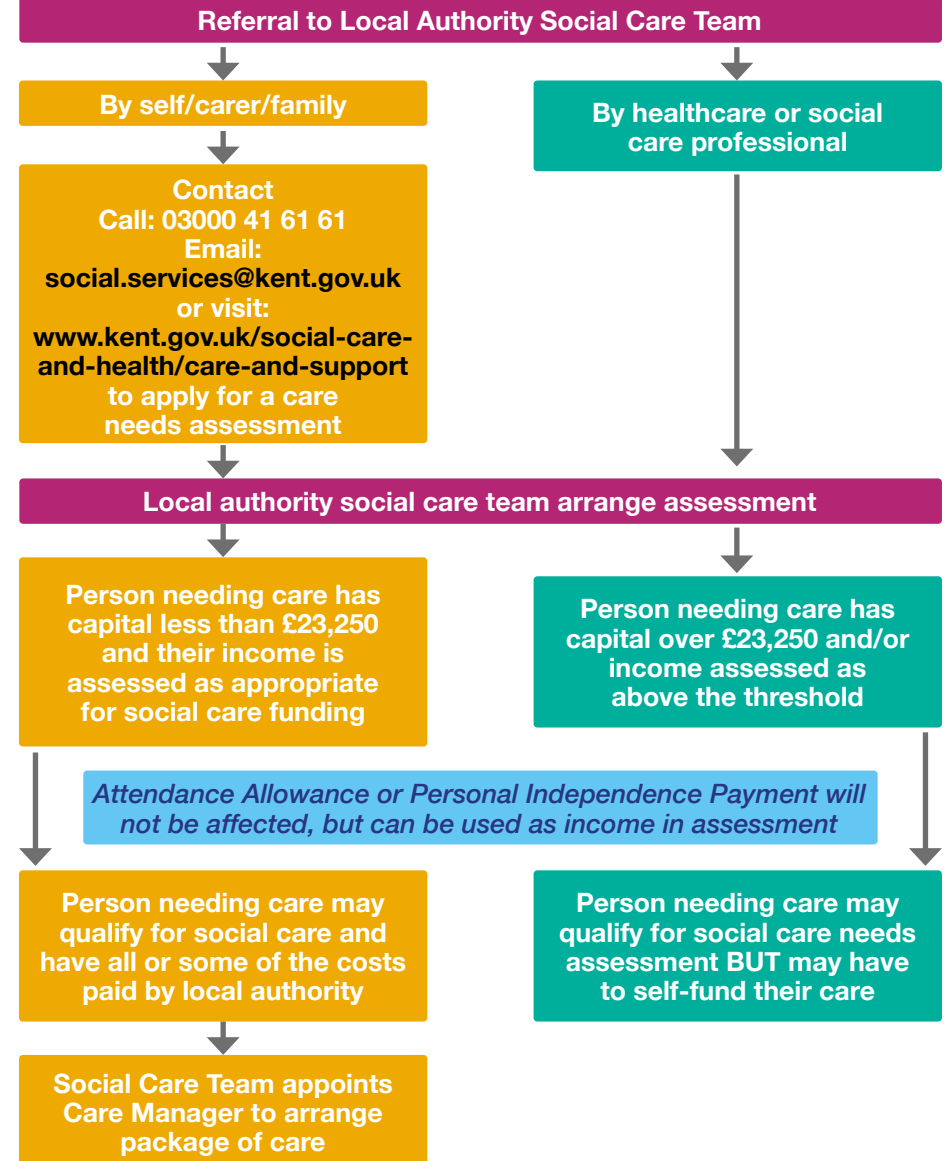 Referral to Local Authority Social Care Team
By self/carer/family
By healthcare or social
care professional
Contact
Call: 03000 41 61 61
Email:
social.services@kent.gov.uk
or visit:
www.kent.gov.uk/social-care-
and-health/care-and-support
to apply for a care
needs assessment
Local authority social care team arrange assessment
Person needing care has
capital less than £23,250
and their income is
assessed as appropriate
for social care funding
Person needing care has
capital over £23,250 and/or
income assessed as
above the threshold
Attendance Allowance or Personal Independence Payment will
not be affected, but can be used as income in assessment
Person needing care may
qualify for social care and
have all or some of the costs
paid by local authority
Person needing care may
qualify for social care needs
assessment BUT may have
to self-fund their care
Social Care Team appoints
Care Manager to arrange
package of care